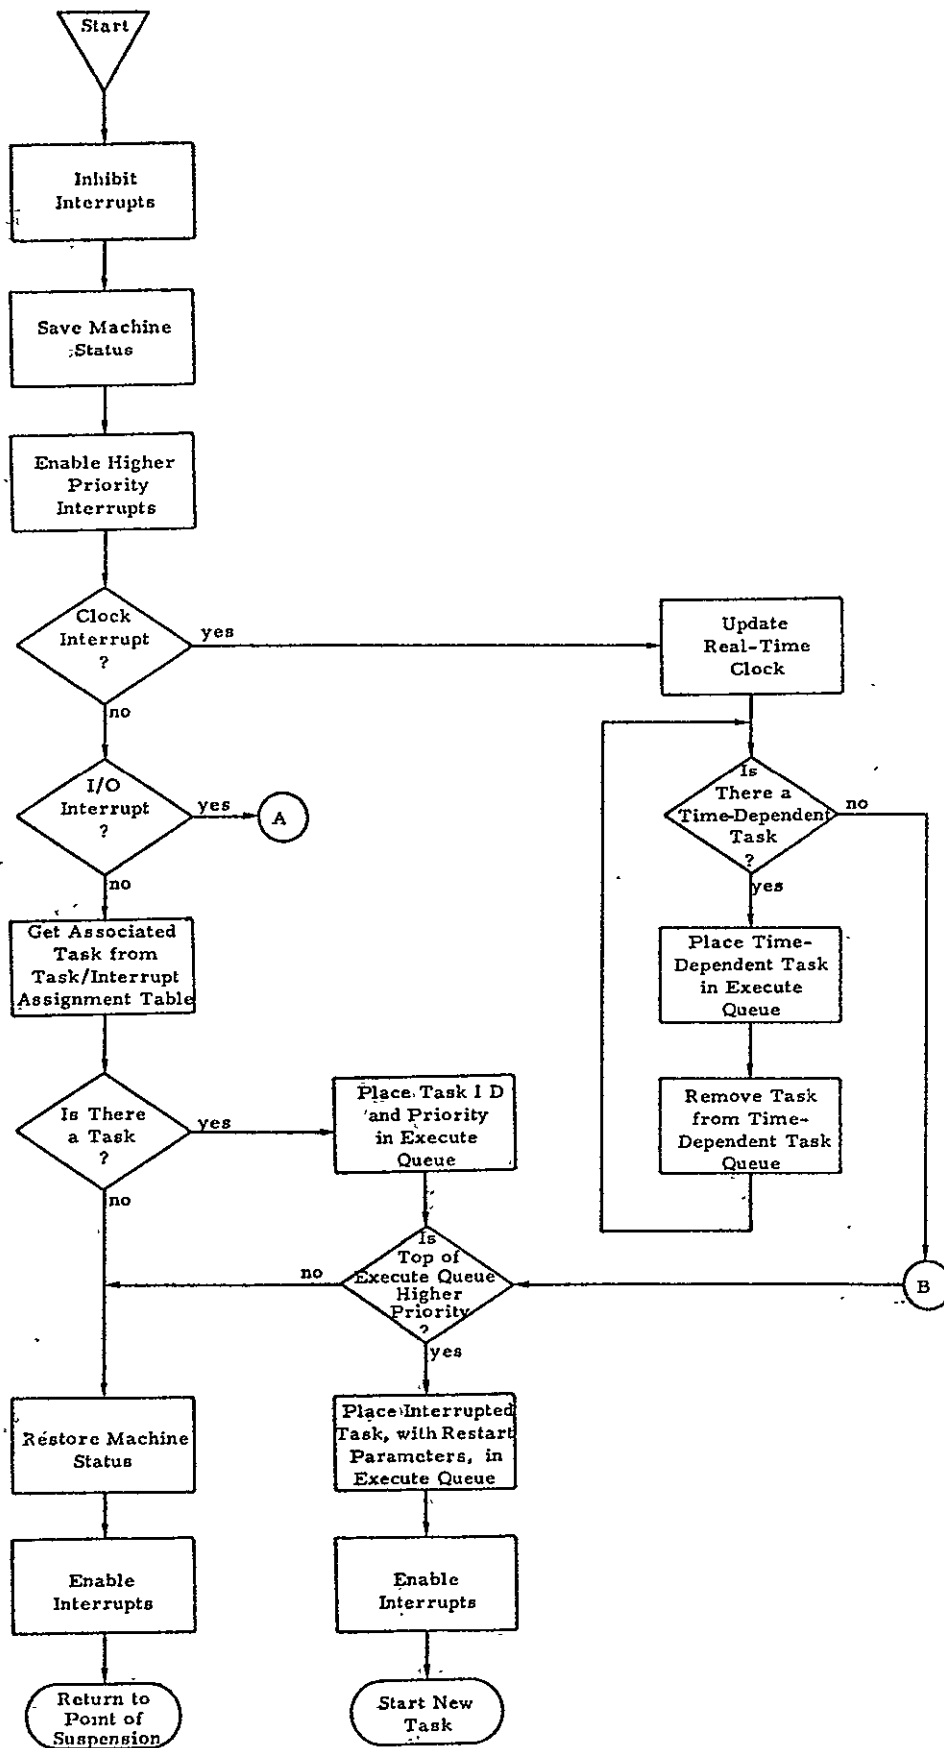 Start
Inhibit
Interrupts
Save Machine
Status
Enable Higher
Priority
Interrupts
Clock
Interrupt
?
yes
no
Update
Real-Time
Clock
I/O
Interrupt
?
yes
A
no
Is
There a
Time-Dependent
Task
?
no
yes
Get Associated
Task from
Task/Interrupt
Assignment Table
Place Time-
Dependent Task
in Execute
Queue
Is There
a Task
?
yes
no
Place Task I D
and Priority
in Execute
Queue
Remove Task
from Time-
Dependent Task
Queue
Is
Top of
Execute Queue
Higher
Priority
?
no
yes
B
Restore Machine
Status
Place Interrupted
Task, with Restart
Parameters, in
Execute Queue
Enable
Interrupts
Enable
Interrupts
Return to
Point of
Suspension
Start New
Task